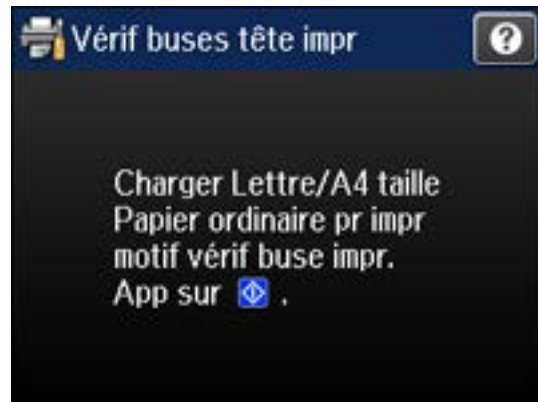 Vérif buses tête impr
?
Charger Lettre/A4 taille
Papier ordinaire pr impr
motif vérif buse impr.
App sur .